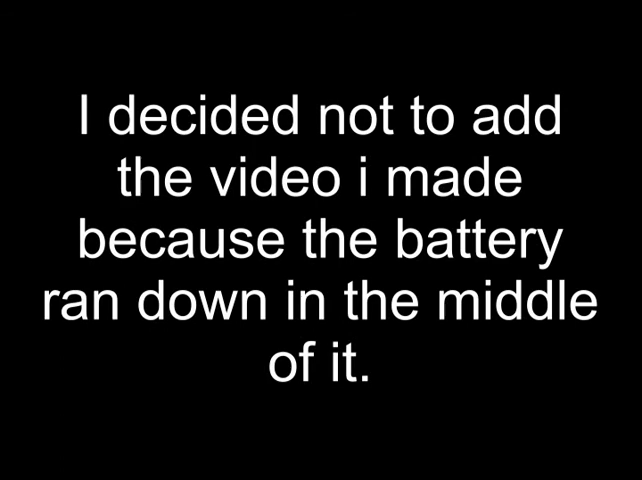 I decided not to add
the video i made
because the battery
ran down in the middle
of it.